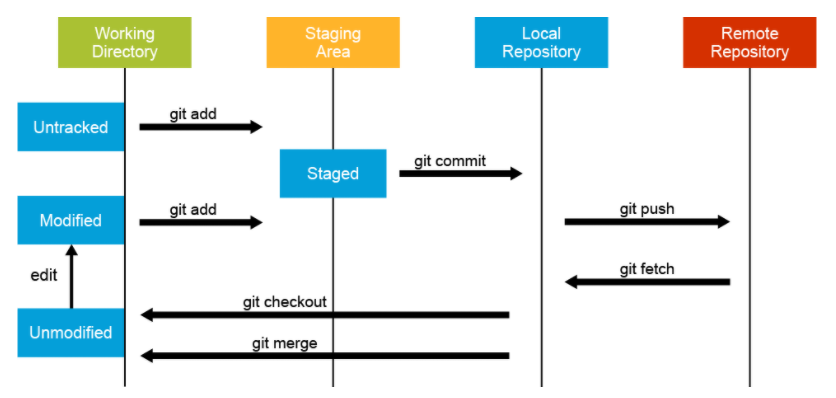 Working
Directory
Staging
Area
Local
Repository
Remote
Repository
Untracked
git add
Staged
git commit
Modified
git add
git push
edit
git fetch
git checkout
Unmodified
git merge